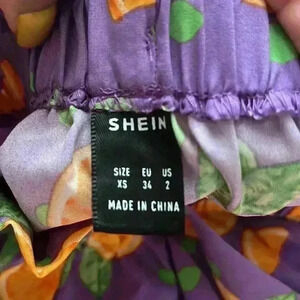 SHEIN
SIZE EU US
XS 34 2
MADE IN CHINA